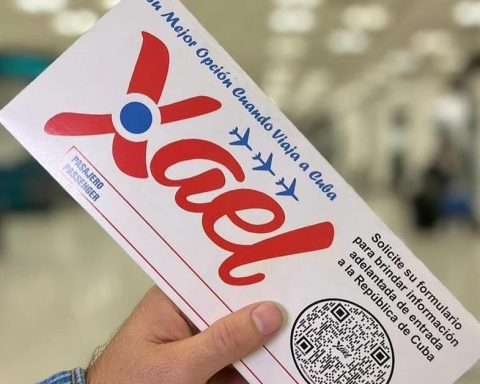 Su Mejor Opción Cuando Viaja a Cuba
Xael
PASAJERO
PASSENGER
Solicite su formulario
para brindar información
adelantada de entrada
a la República de Cuba